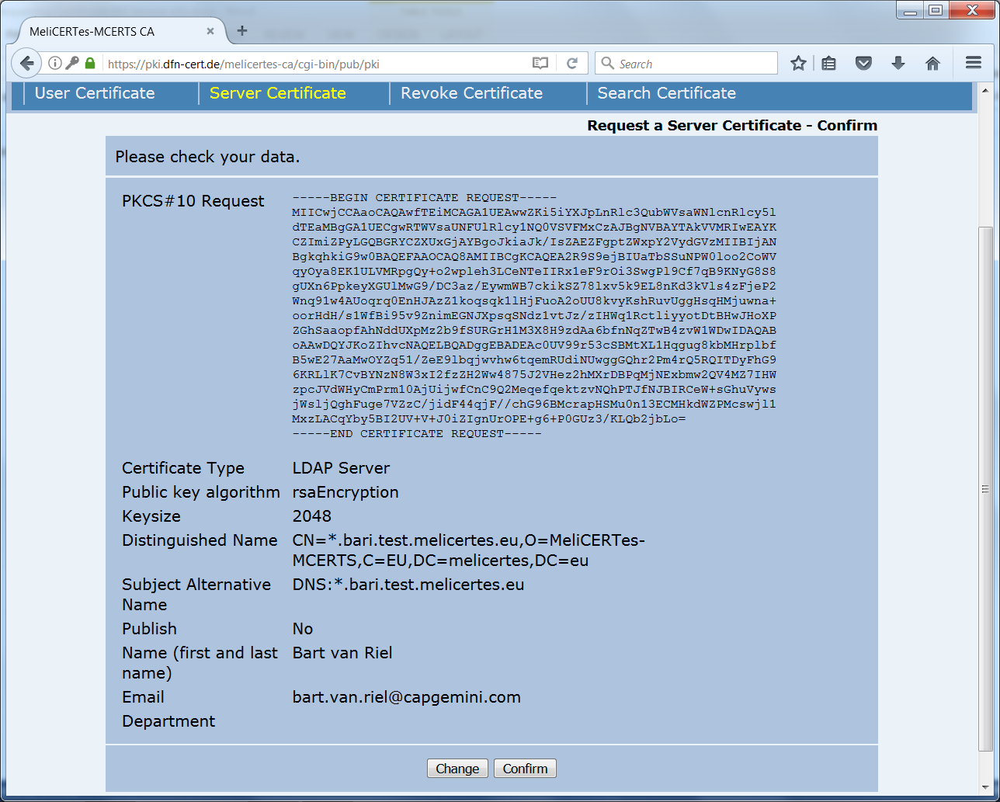 MeliCERTes-MCERTS CA
https://pki.dfn-cert.de/melicertes-ca/cgi-bin/pub/pki
Search
User Certificate
Server Certificate
Revoke Certificate
Search Certificate
Request a Server Certificate - Confirm
Please check your data.
PKCS#10 Request
-----BEGIN CERTIFICATE REQUEST-----
MIICwjCCAaoCAQAwfTEiMCAGA1UEAwwZKi5iYXJpLnRlc3QubWVsaWNlcnRlcy5l
dTEaMBgGA1UECgwRTWVsaUNFUlRlcy1NQ0VSVFMxCzAJBgNVBAYTAkVVMRIwEAYK
CZImiZPyLGQBGRYCZXUxGjAYBgoJkiaJk/IsZAEZFgptZWxpY2VydGVzMIIBIjAN
BgkqhkiG9w0BAQEFAAOCAQ8AMIIBCgKCAQEA2R9S9ejBIUaTbSSuNPW0loo2CoWV
qyOya8EK1ULVMRpgQy+o2wpleh3LCeNTeIIRx1eF9rOi3SwgPl9Cf7qB9KNyG8S8
gUXn6PpkeyXGUlMwG9/DC3az/EywmWB7ckikSZ78lxv5k9EL8nKd3kVls4zFjeP2
Wnq91w4AUoqrq0EnHJAzZ1koqsqk1lHjFuoA2oUU8kvyKshRuvUggHsqHMjuwna+
oorHdH/s1WfBi95v9ZnimEGNJXpsqSNdz1vtJz/zIHWq1RctliyyotDtBHwJHoXP
ZGhSaaopfAhNddUXpMz2b9fSURGrH1M3X8H9zdAa6bfnNqZTwB4zvW1WDwIDAQAB
oAAwDQYJKoZIhvcNAQELBQADggEBADEAc0UV99r53cSBMtXL1Hqgug8kbMHrplbf
B5wE27AaMwOYZq51/ZeE9lbqjwvhw6tqemRUdiNUwggGQhr2Pm4rQ5RQITDyFhG9
6KRLlK7CvBYNzN8W3xI2fzZH2Ww4875J2VHez2hMXrDBPqMjNExbmw2QV4MZ7IHW
zpcJVdWHyCmPrm10AjUijwfCnC9Q2MeqefqektzvNQhPTJfNJBIRCeW+sGhuVyws
jWsljQghFuge7VZzC/jidF44qjF//chG96BMcrapHSMu0n13ECMHkdWZPMcswjl1
MxzLACqYby5BI2UV+V+J0iZIgnUrOPE+g6+P0GUz3/KLQb2jbLo=
-----END CERTIFICATE REQUEST-----
Certificate Type LDAP Server
Public key algorithm rsaEncryption
Keysize 2048
Distinguished Name CN=*.bari.test.melicertes.eu,O=MeliCERTes-
MCERTS,C=EU,DC=melicertes,DC=eu
Subject Alternative DNS:*.bari.test.melicertes.eu
Name
Publish No
Name (first and last Bart van Riel
name)
Email bart.van.riel@capgemini.com
Department
Change
Confirm